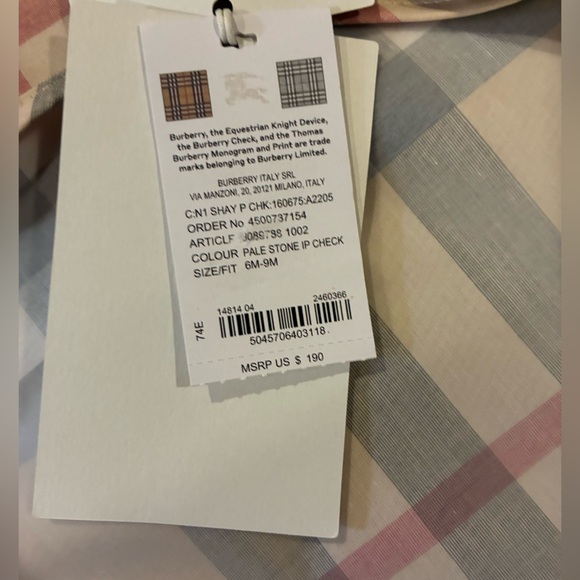 Burberry, the Equestrian Knight Device,
the Burberry Check, and the Thomas
Burberry Monogram and Print are trade
marks belonging to Burberry Limited.
BURBERRY ITALY SRL
VIA MANZONI, 20, 20121 MILANO, ITALY
C:N1 SHAY P CHK:160675:A2205
ORDER No 4500737154
ARTICLE 1002
COLOUR PALE STONE IP CHECK
SIZE/FIT 6M-9M
74E
14814 04 2460366
5045706403118
MSRP US $ 190